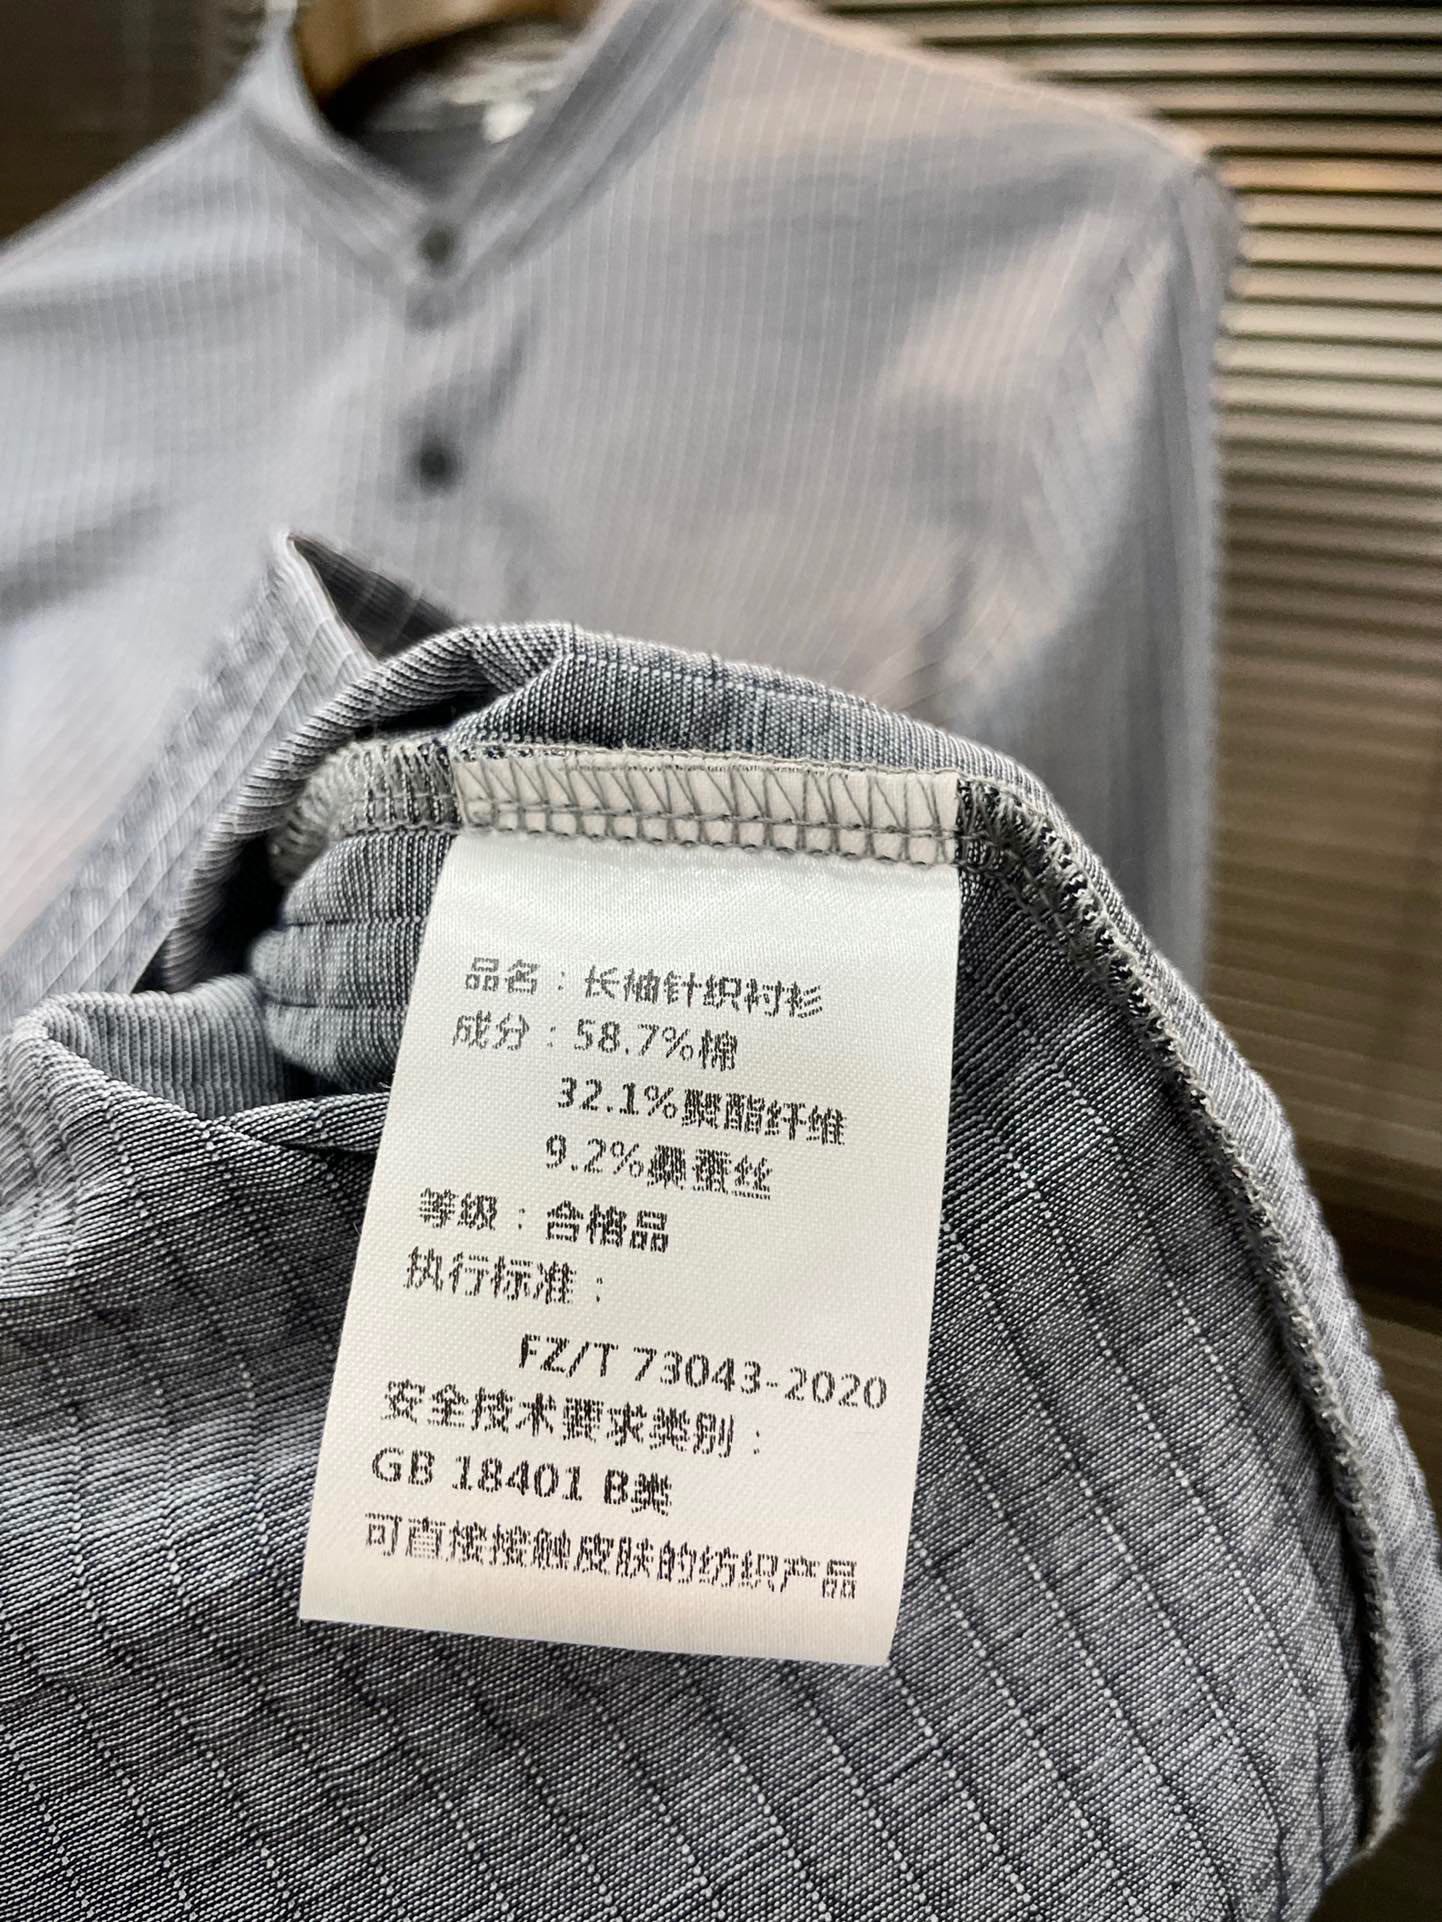 品名：长袖针织衬衫
成分：58.7%棉
32.1%聚酯纤维
9.2%桑蚕丝
等级：合格品
执行标准：
FZ/T 73043-2020
安全技术要求类别：
GB 18401 B类
可直接接触皮肤的纺织产品